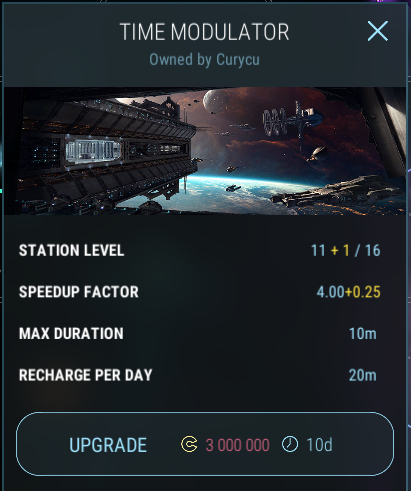 TIME MODULATOR
Owned by Curycu
STATION LEVEL 11 + 1 / 16
SPEEDUP FACTOR 4.00+0.25
MAX DURATION 10m
RECHARGE PER DAY 20m
UPGRADE 3 000 000 10d